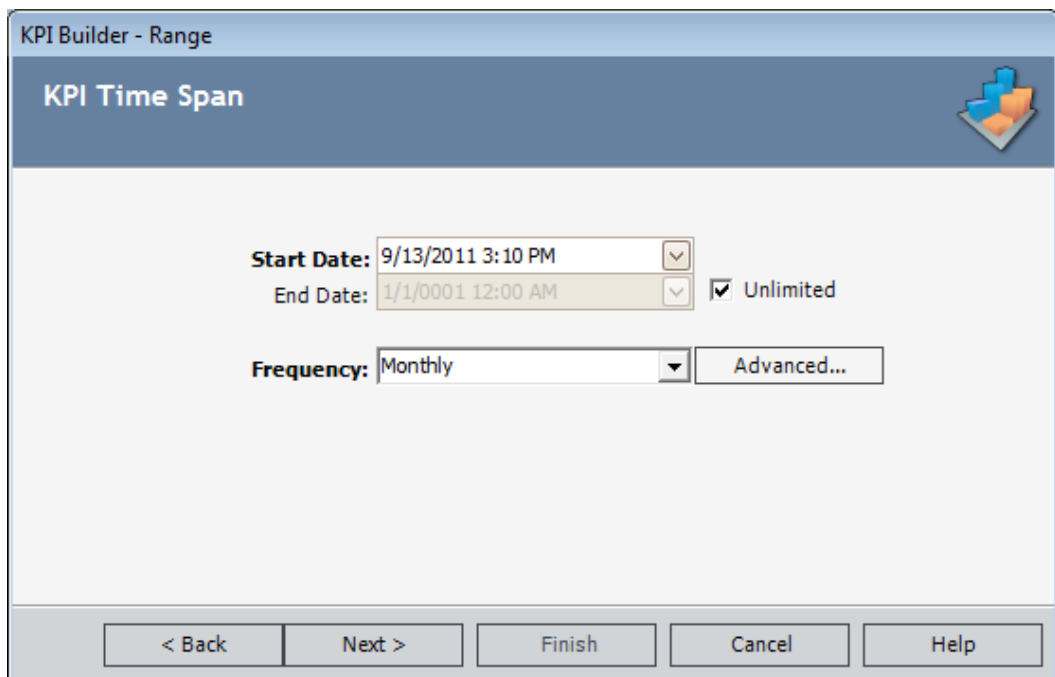 KPI Builder - Range
KPI Time Span
Start Date: 9/13/2011 3:10 PM
End Date: 1/1/0001 12:00 AM Unlimited
Frequency: Monthly Advanced...
< Back Next > Finish Cancel Help